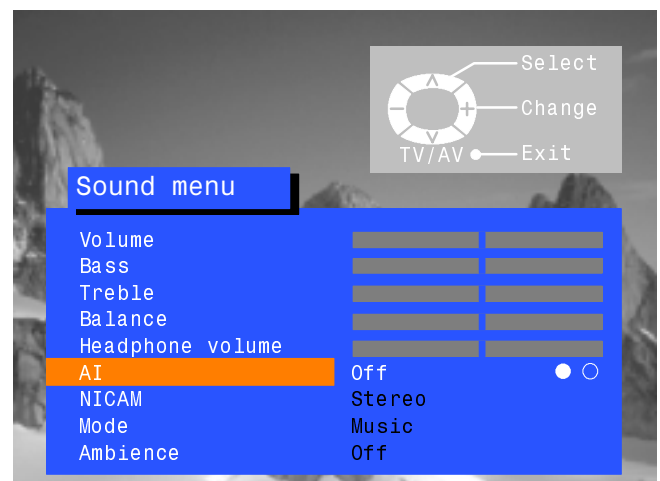 Select
Change
TV/AV Exit
Sound menu
Volume
Bass
Treble
Balance
Headphone volume
AI Off
NICAM Stereo
Mode Music
Ambience Off